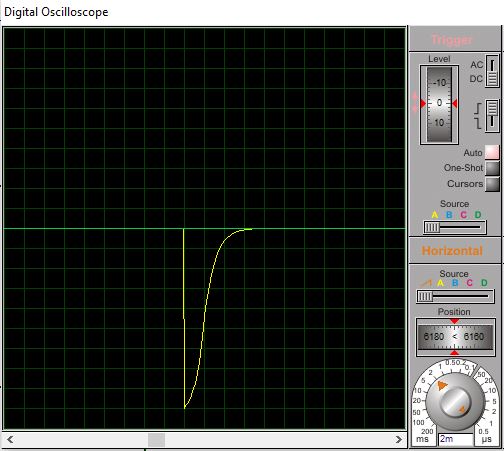 Digital Oscilloscope
Trigger
Level
AC
DC
-10
0
10
Auto
One-Shot
Cursors
Source
A B C D
Horizontal
Source
A B C D
Position
6180 < 6160
200
100
50
20
10
5
2
1
0.5
0.2
0.1
50
20
10
5
2
1
0.5
ms
2m
µs